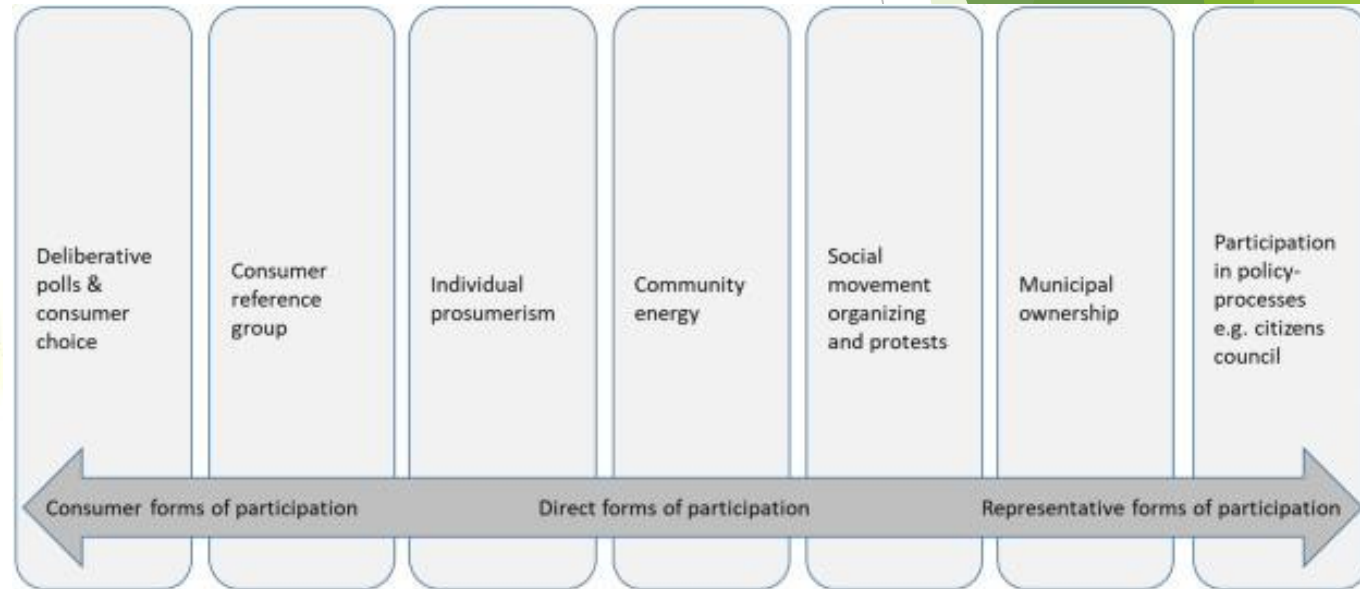 Deliberative
polls &
consumer
choice
Consumer
reference
group
Individual
prosumerism
Community
energy
Social
movement
organizing
and protests
Municipal
ownership
Participation
in policy-
processes
e.g. citizens
council
Consumer forms of participation
Direct forms of participation
Representative forms of participation